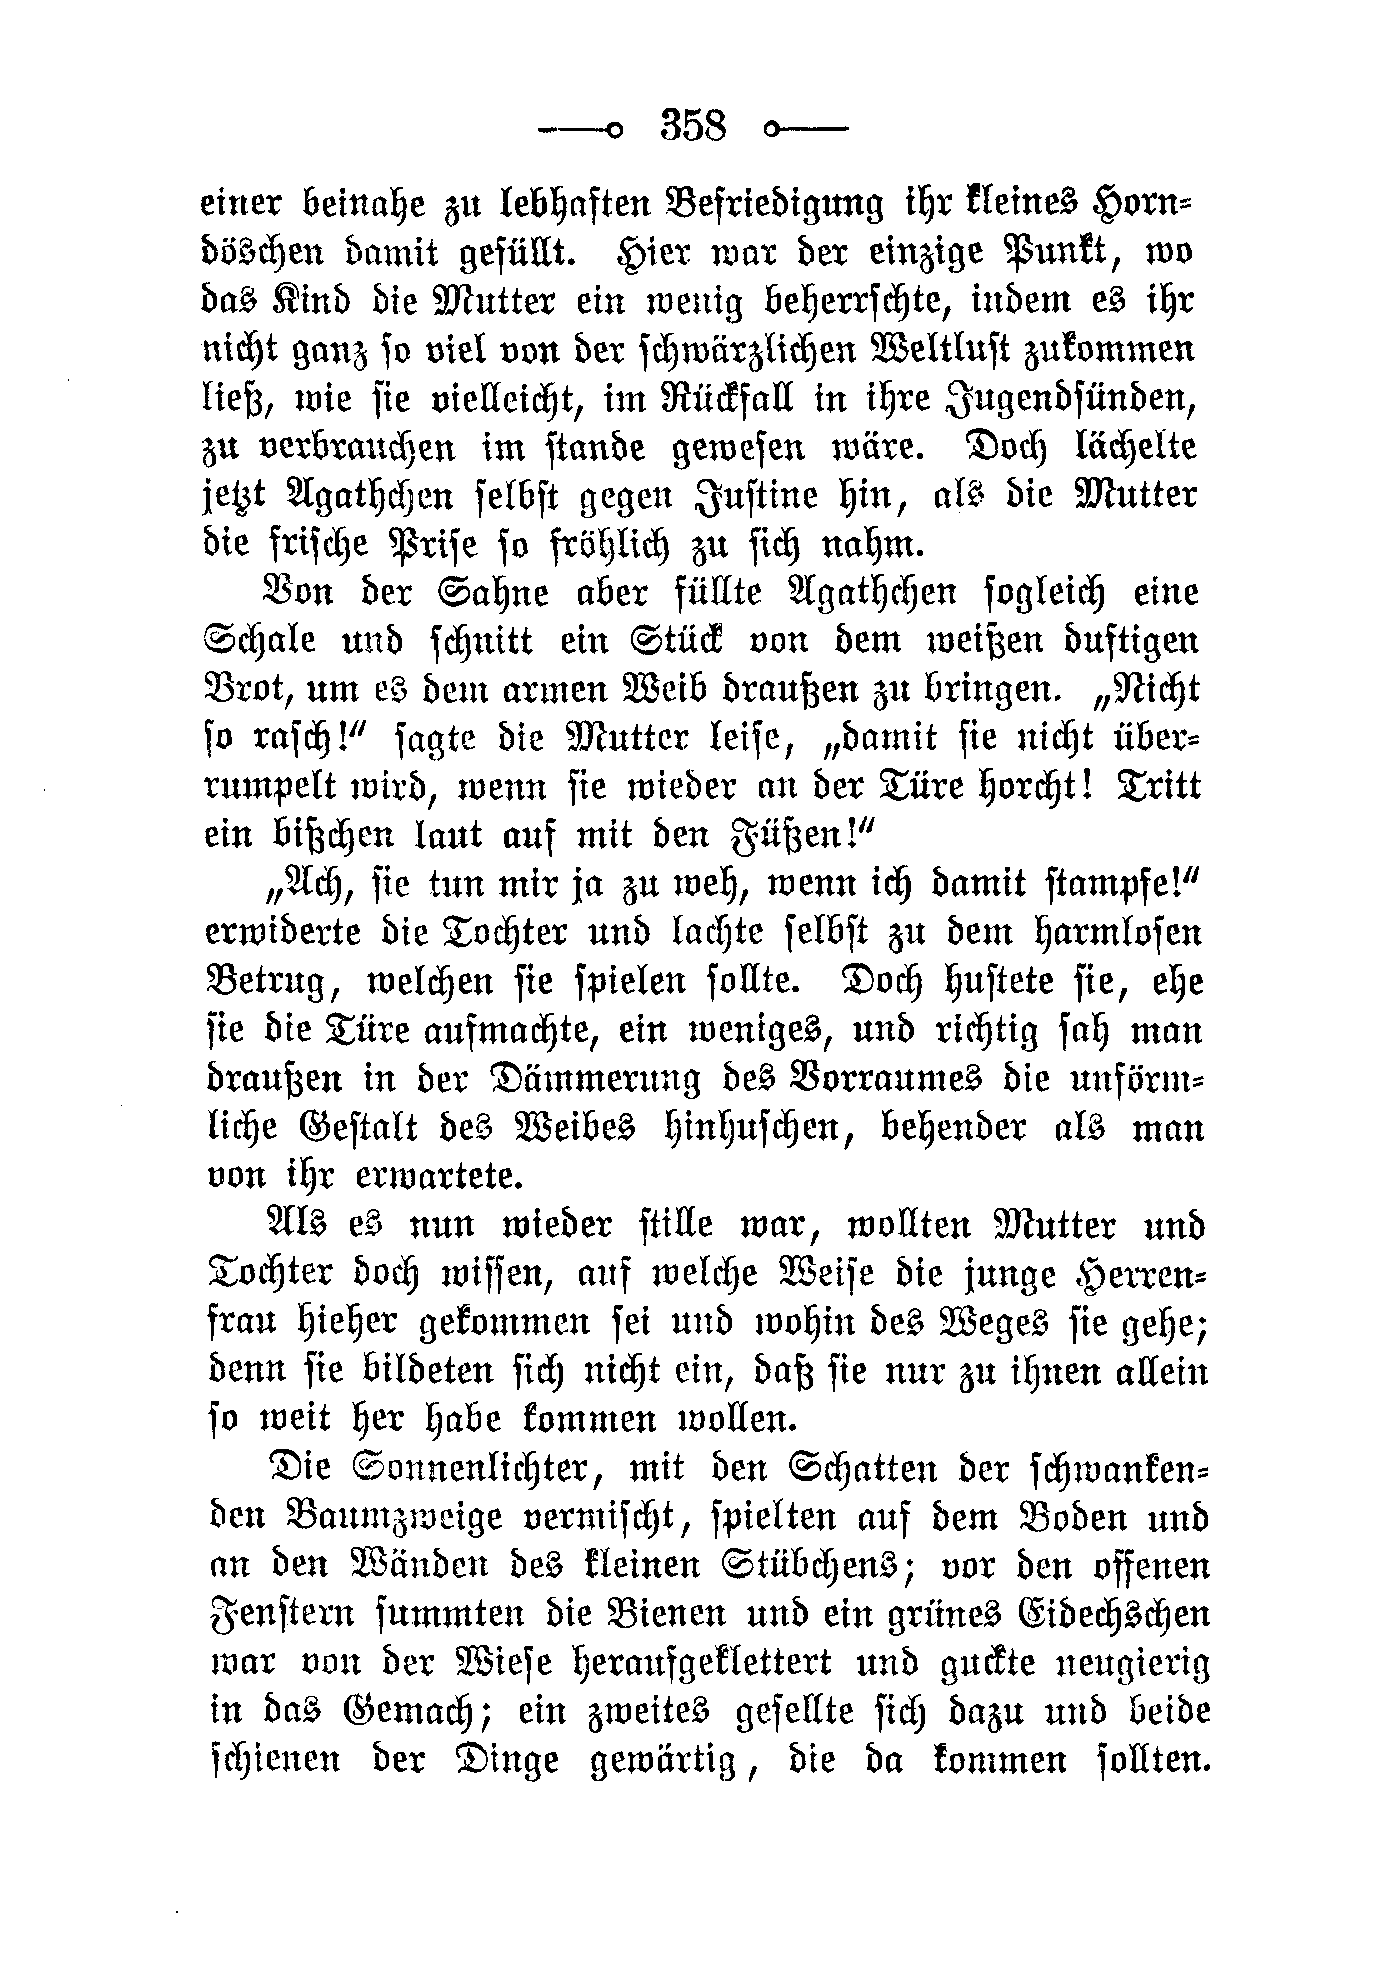 358
einer beinahe zu lebhaften Befriedigung ihr kleines Horn=
döschen damit gefüllt. Hier war der einzige Punkt, wo
das Kind die Mutter ein wenig beherrschte, indem es ihr
nicht ganz so viel von der schwärzlichen Weltlust zukommen
ließ, wie sie vielleicht, im Rückfall in ihre Jugendsünden,
zu verbrauchen im stande gewesen wäre. Doch lächelte
jetzt Agathchen selbst gegen Justine hin, als die Mutter
die frische Prise so fröhlich zu sich nahm.
Von der Sahne aber füllte Agathchen sogleich eine
Schale und schnitt ein Stück von dem weißen duftigen
Brot, um es dem armen Weib draußen zu bringen. „Nicht
so rasch!“ sagte die Mutter leise, „damit sie nicht über=
rumpelt wird, wenn sie wieder an der Türe horcht! Tritt
ein bißchen laut auf mit den Füßen!“
„Ach, sie tun mir ja zu weh, wenn ich damit stampfe!“
erwiderte die Tochter und lachte selbst zu dem harmlosen
Betrug, welchen sie spielen sollte. Doch hustete sie, ehe
sie die Türe aufmachte, ein weniges, und richtig sah man
draußen in der Dämmerung des Vorraumes die unförm=
liche Gestalt des Weibes hinhuschen, behender als man
von ihr erwartete.
Als es nun wieder stille war, wollten Mutter und
Tochter doch wissen, auf welche Weise die junge Herren=
frau hieher gekommen sei und wohin des Weges sie gehe;
denn sie bildeten sich nicht ein, daß sie nur zu ihnen allein
so weit her habe kommen wollen.
Die Sonnenlichter, mit den Schatten der schwanken=
den Baumzweige vermischt, spielten auf dem Boden und
an den Wänden des kleinen Stübchens; vor den offenen
Fenstern summten die Bienen und ein grünes Eidechschen
war von der Wiese heraufgeklettert und guckte neugierig
in das Gemach; ein zweites gesellte sich dazu und beide
schienen der Dinge gewärtig, die da kommen sollten.